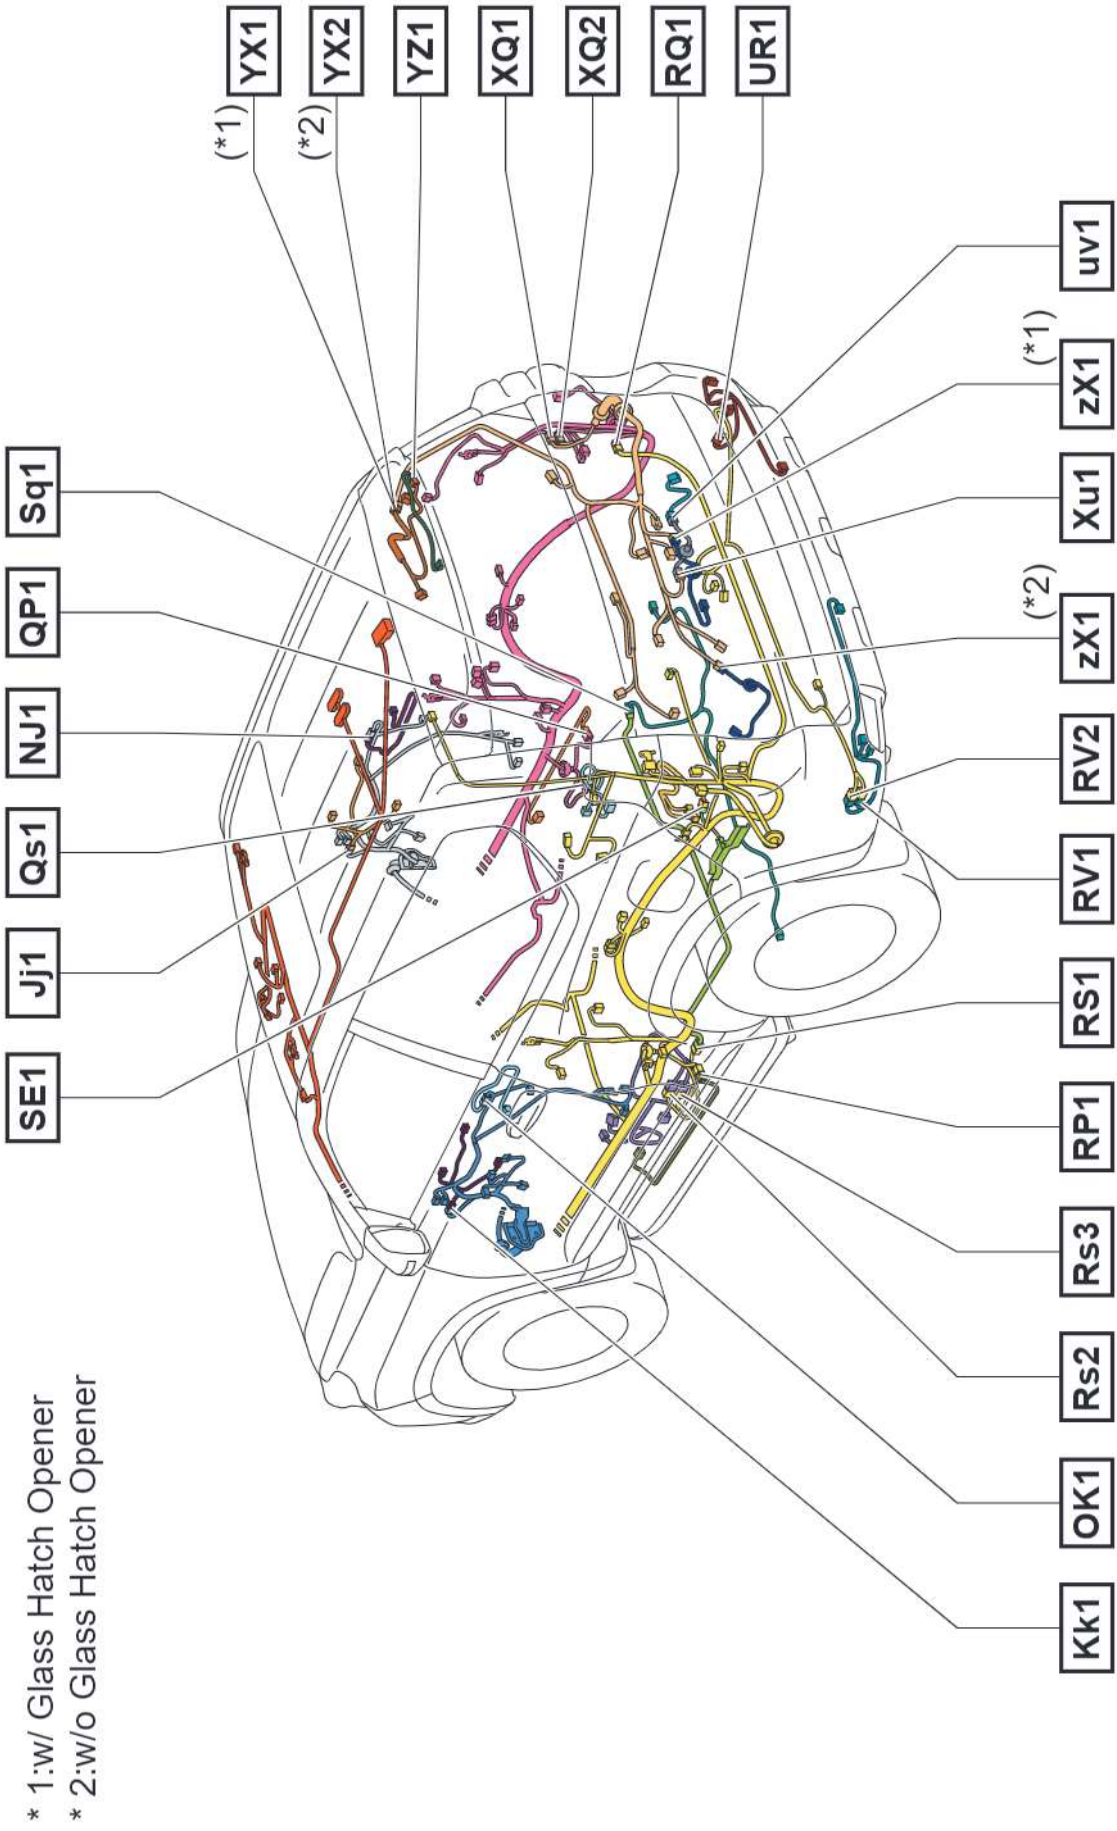 * 1:w/ Glass Hatch Opener
* 2:w/o Glass Hatch Opener
SE1
Jj1
Qs1
NJ1
QP1
Sq1
(*1)
YX1
(*2)
YX2
YZ1
XQ1
XQ2
RQ1
UR1
Kk1
OK1
Rs2
Rs3
RP1
RS1
RV1
RV2
zX1
(*2)
Xu1
zX1
(*1)
uv1